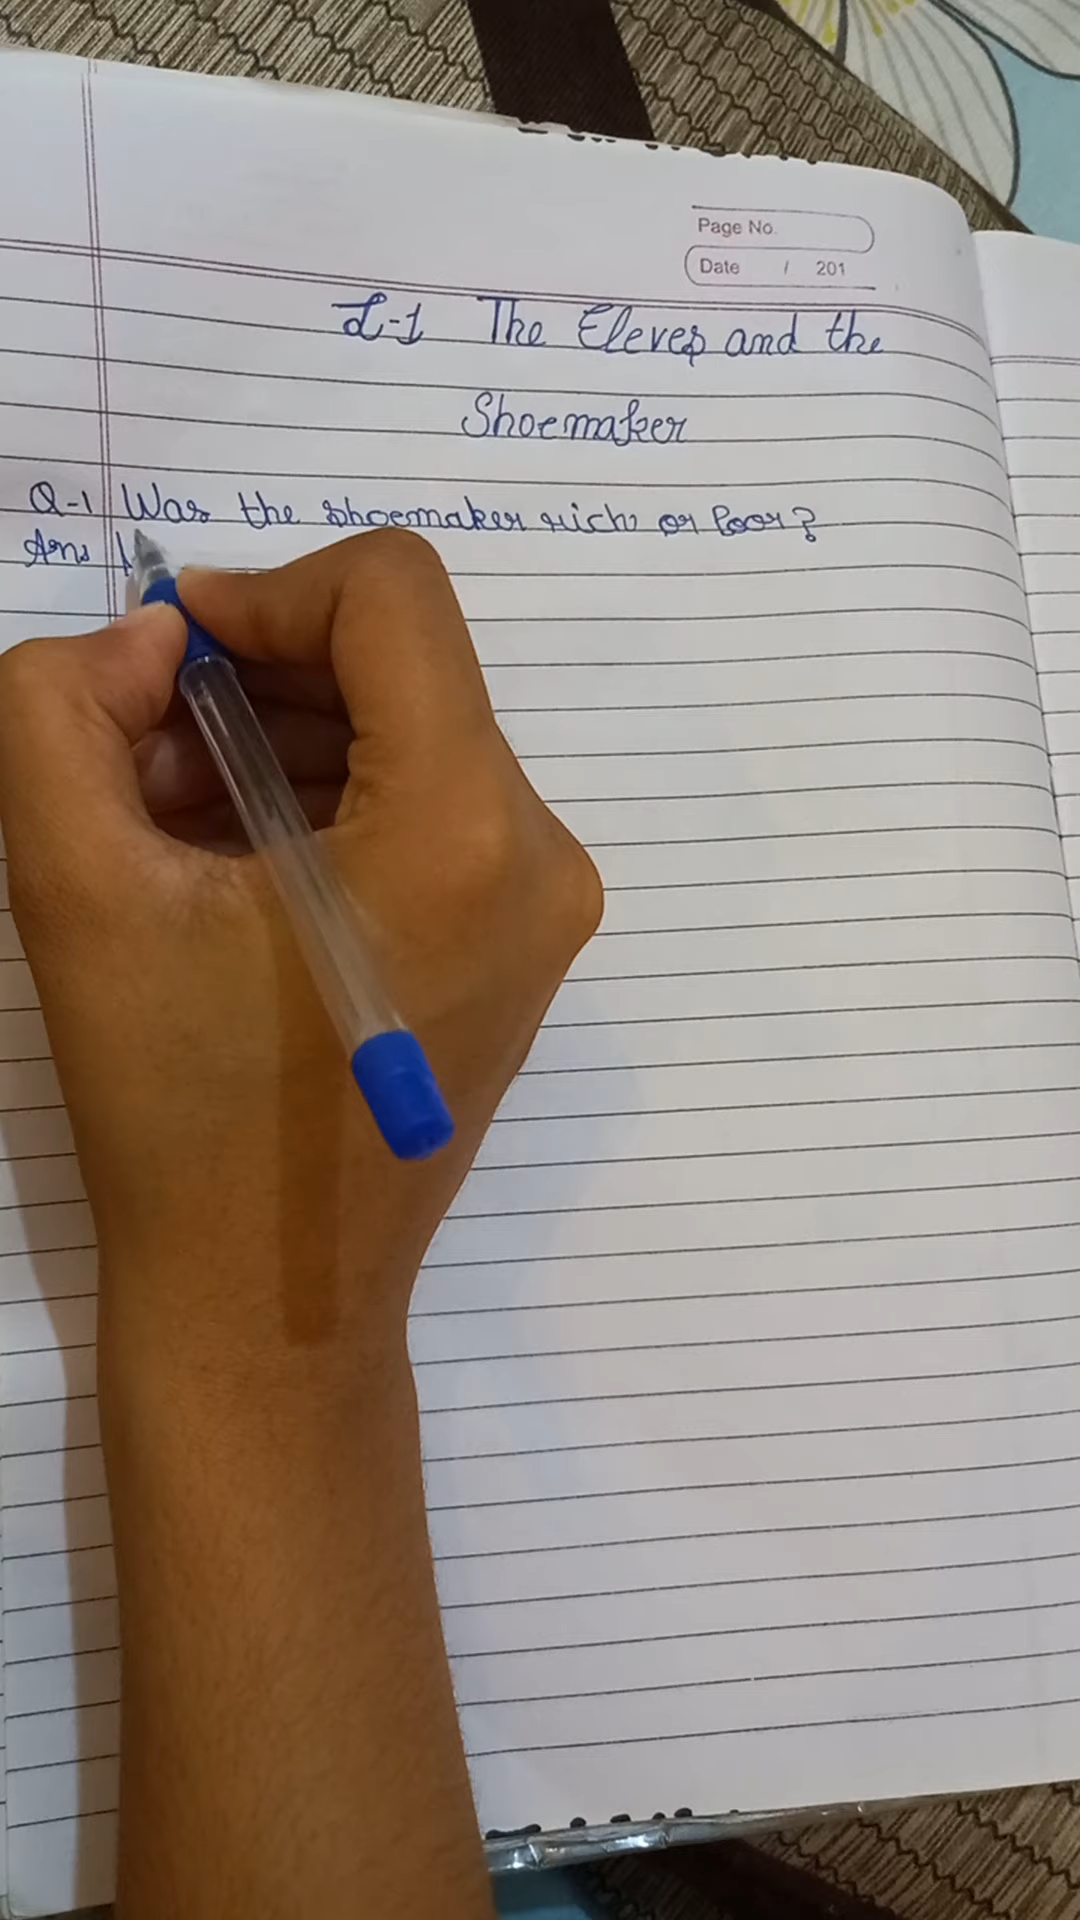 Page No.
Date / 201
L-1 The Eleves and the
Shoemaker
Q-1 Was the shoemaker rich or Poor?
Ans